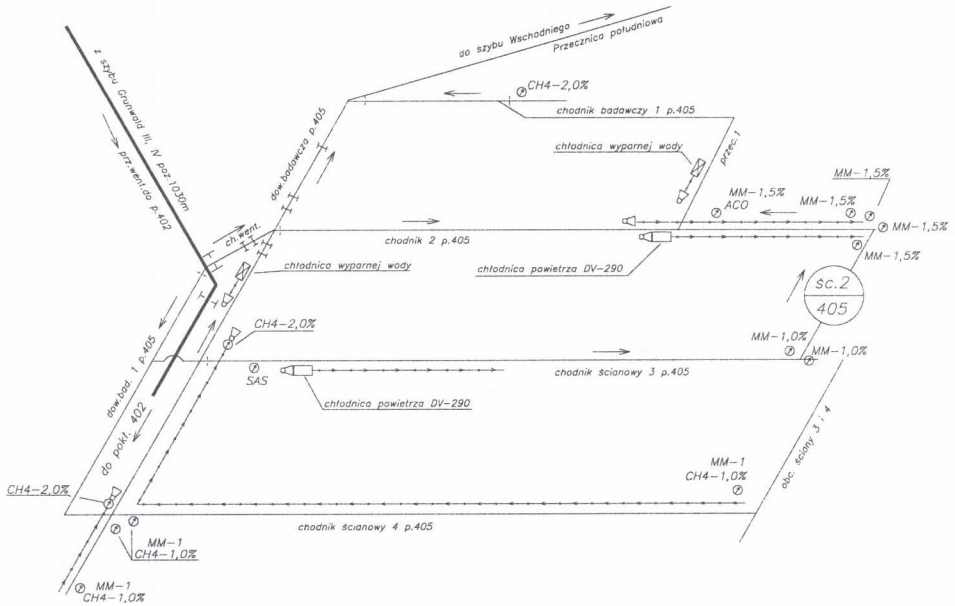 z szybu Grunwald III, IV poz.1030m
prz.went.do p.402
do szybu Wschodniego
Przecznica południowa
CH4-2,0%
chodnik badawczy 1 p.405
dow.badawcza p.405
przec.1
chłodnica wyparnej wody
MM-1,5%
MM-1,5%
ACO
MM-1,5%
MM-1,5%
MM-1,5%
ch.went.
chodnik 2 p.405
chłodnica wyparnej wody
chłodnica powietrza DV-290
śc.2
405
CH4-2,0%
MM-1,0%
MM-1,0%
dow.bad. 1 p.405
SAS
chodnik ścianowy 3 p.405
chłodnica powietrza DV-290
do pokł. 402
obc. ściany 3 i 4
MM-1
CH4-1,0%
CH4-2,0%
chodnik ścianowy 4 p.405
MM-1
CH4-1,0%
MM-1
CH4-1,0%